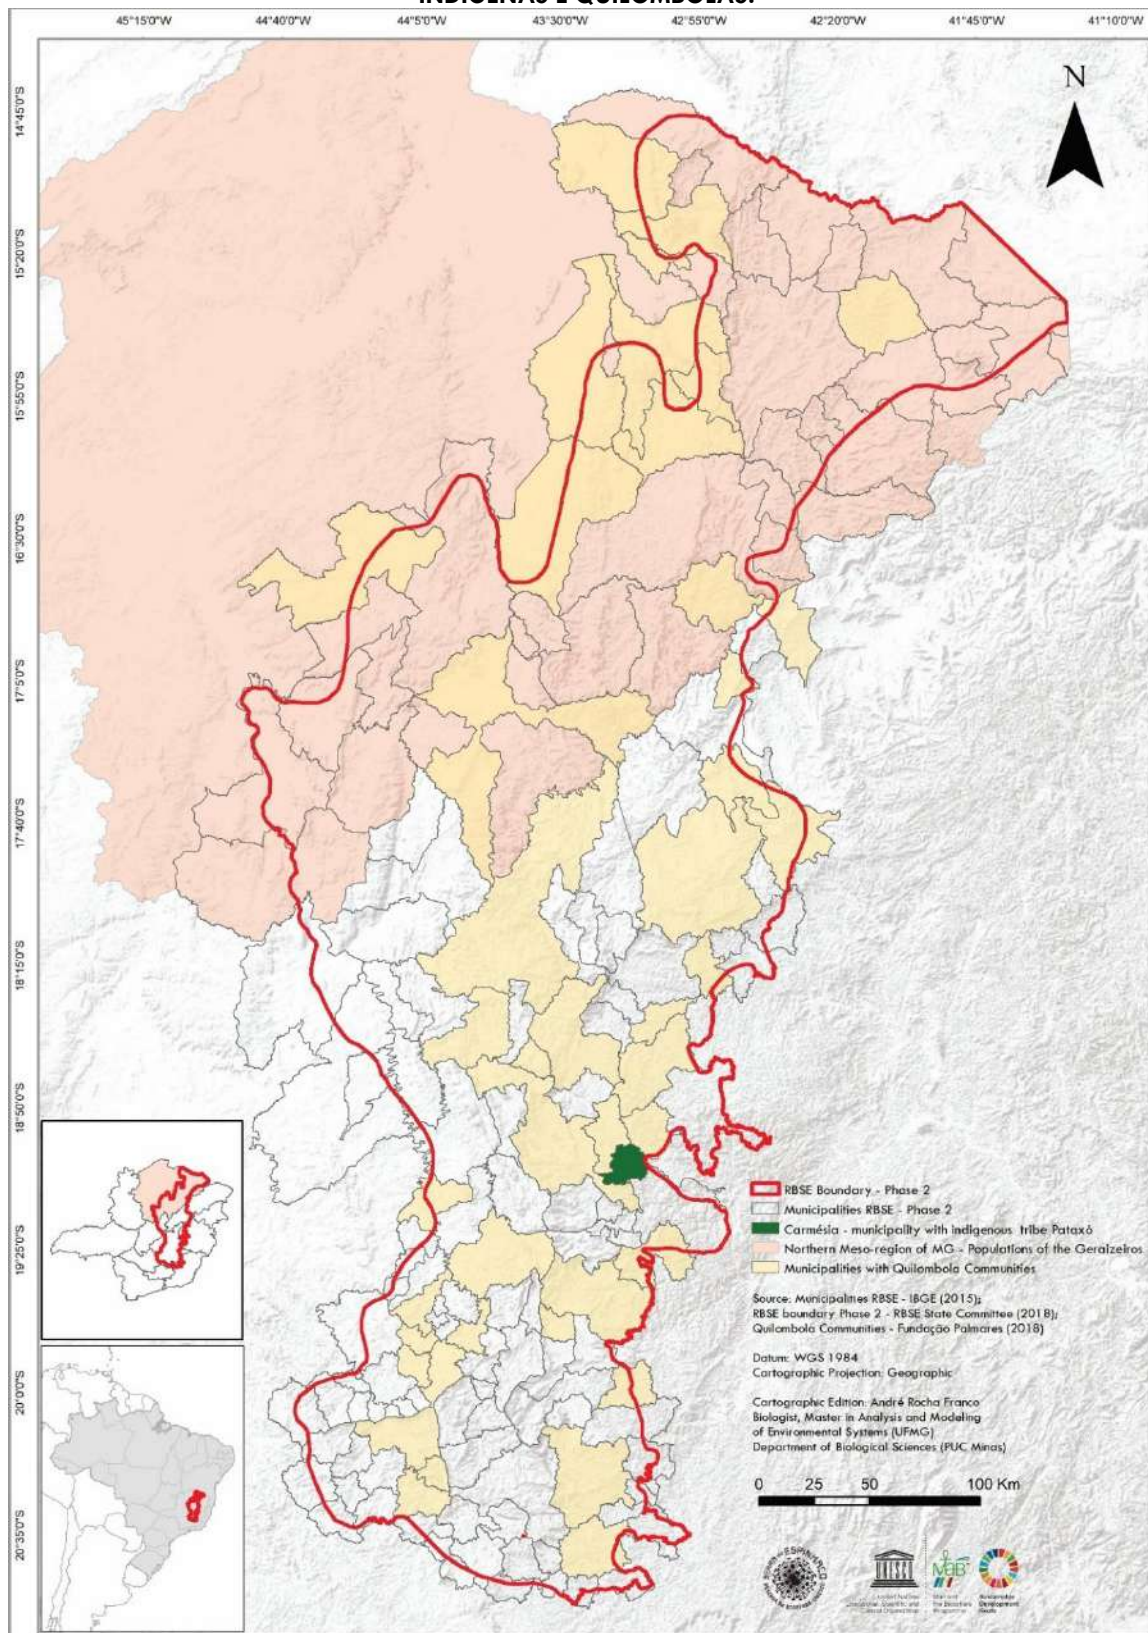 INDÍGENAS E QUILOMBOLAS.
45°15'0"W 44°40'0"W 44°5'0"W 43°30'0"W 42°55'0"W 42°20'0"W 41°45'0"W 41°10'0"W
N
14°45'0"S
15°20'0"S
15°55'0"S
16°30'0"S
17°5'0"S
17°40'0"S
18°15'0"S
18°50'0"S
19°25'0"S
20°0'0"S
20°35'0"S
RBSE Boundary - Phase 2
Municipalities RBSE - Phase 2
Carmésia - municipality with indigenous tribe Pataxó
Northern Meso-region of MG - Populations of the Geraizeiros
Municipalities with Quilombola Communities
Source: Municipalities RBSE - IBGE (2015);
RBSE boundary Phase 2 - RBSE State Committee (2018);
Quilombola Communities - Fundação Palmares (2018)
Datum: WGS 1984
Cartographic Projection: Geographic
Cartographic Edition: André Rocha Franco
Biologist, Master in Analysis and Modeling
of Environmental Systems (UFMG)
Department of Biological Sciences (PUC Minas)
0 25 50 100 Km
UNESCO
MaB